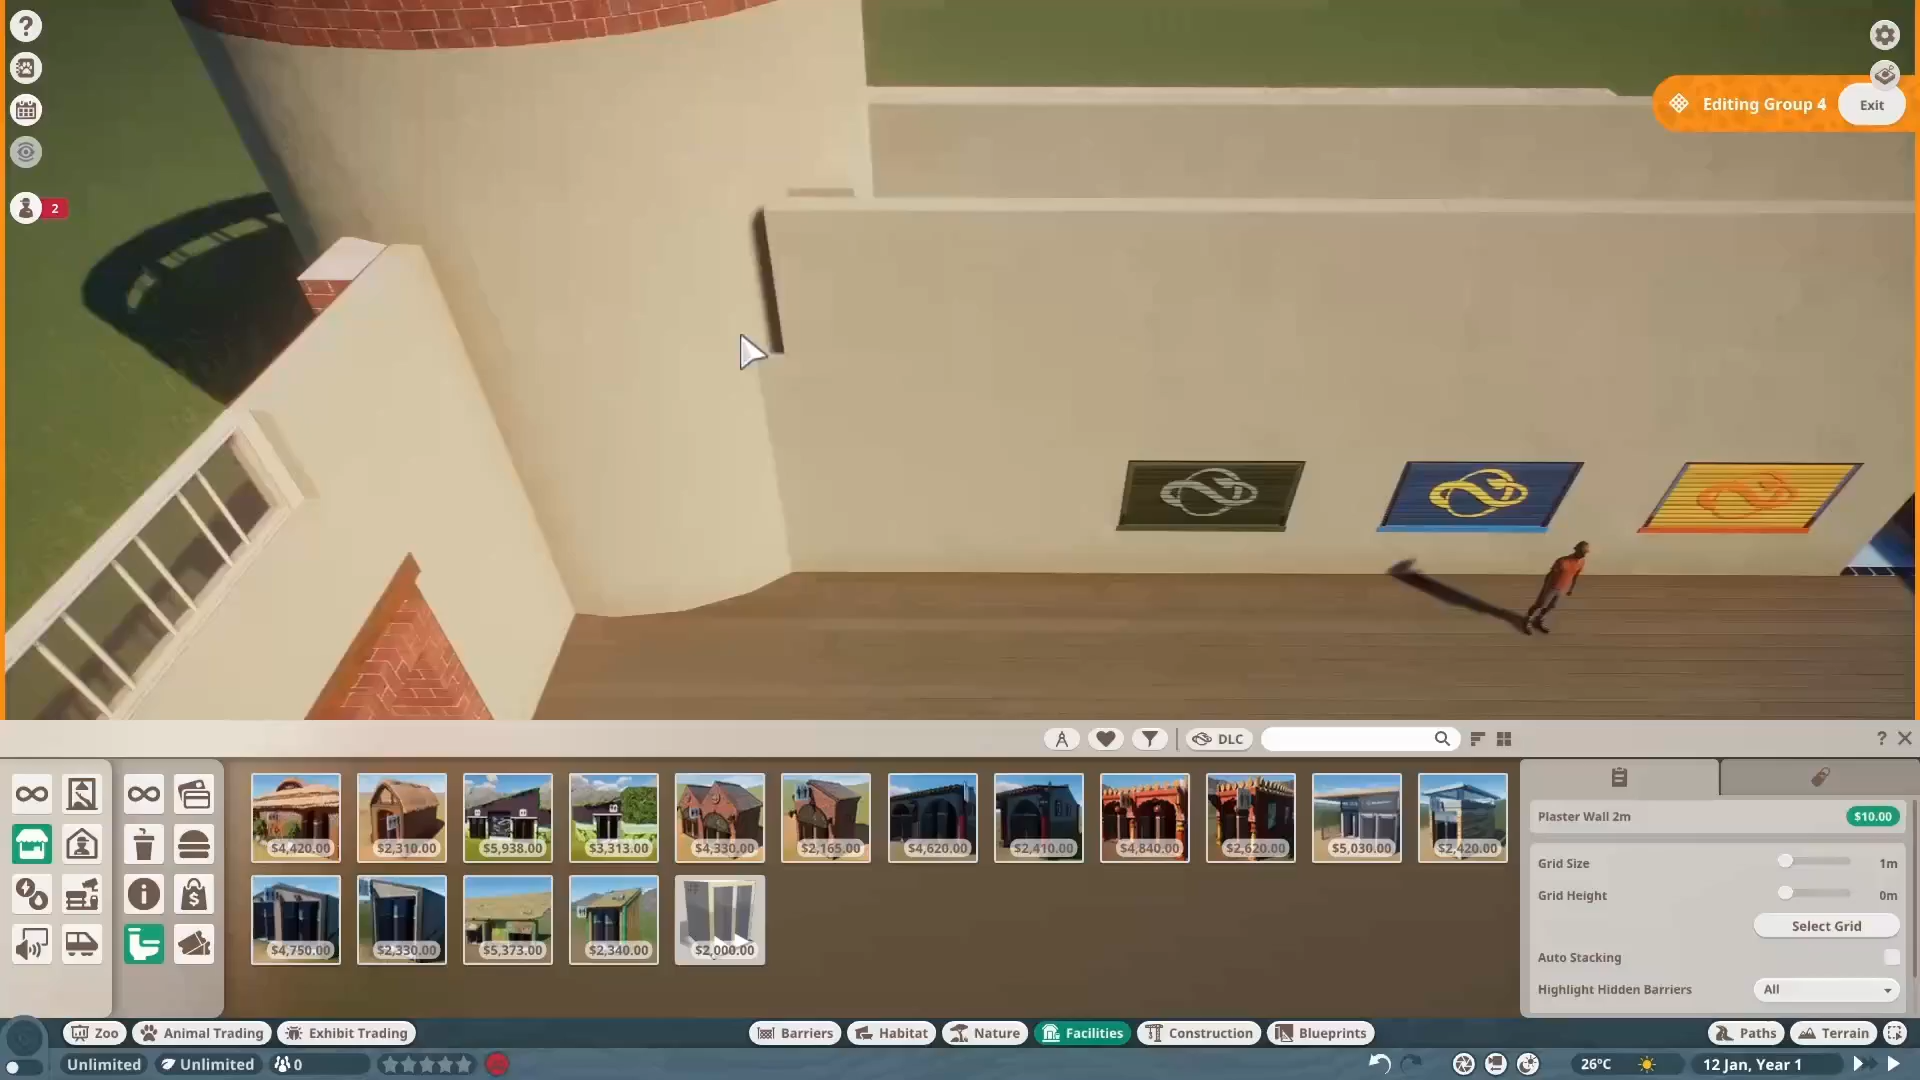 ?
Editing Group 4
Exit
2
DLC
?
$4,420.00
$2,310.00
$5,938.00
$3,313.00
$4,330.00
$2,165.00
$4,620.00
$2,410.00
$4,840.00
$2,620.00
$5,030.00
$2,420.00
$4,750.00
$2,330.00
$5,373.00
$2,340.00
$2,000.00
Plaster Wall 2m
$10.00
Grid Size
1m
Grid Height
0m
Select Grid
Auto Stacking
Highlight Hidden Barriers
All
Zoo
Animal Trading
Exhibit Trading
Barriers
Habitat
Nature
Facilities
Construction
Blueprints
Paths
Terrain
Unlimited
Unlimited
0
26°C
12 Jan, Year 1